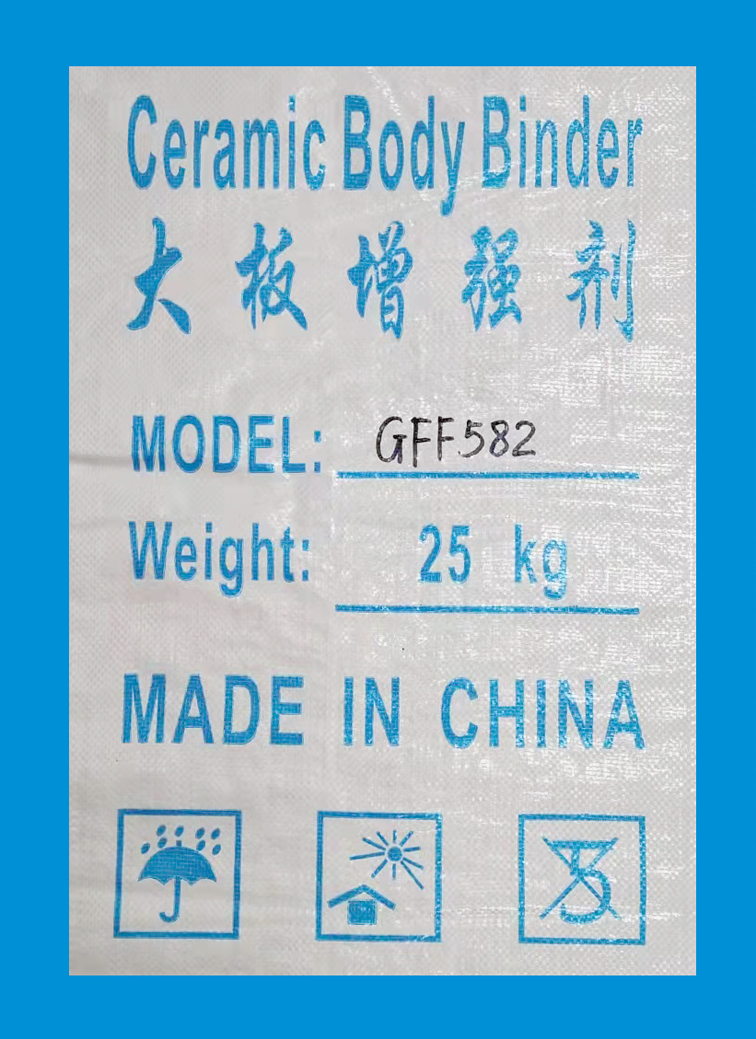 Ceramic Body Binder
大板增强剂
MODEL: GFF582
Weight: 25 kg
MADE IN CHINA